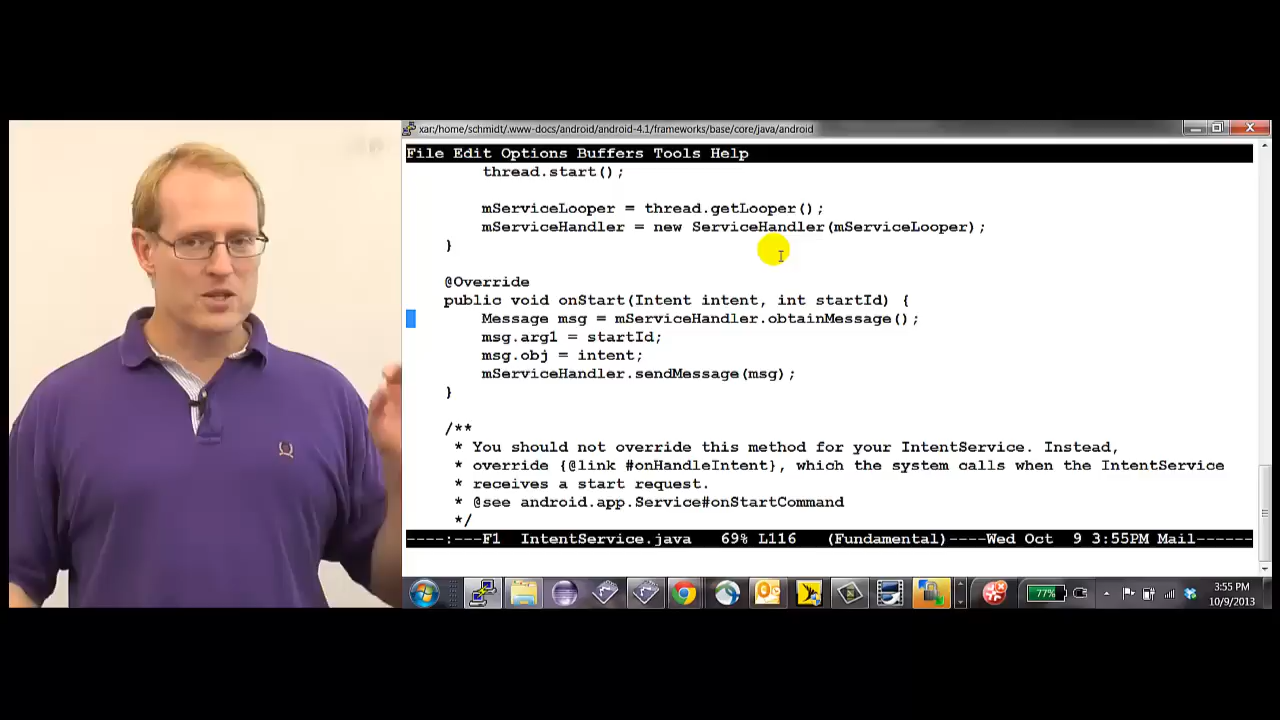 xar:/home/schmidt/.www-docs/android/android-4.1/frameworks/base/core/java/android
File Edit Options Buffers Tools Help
thread.start();
mServiceLooper = thread.getLooper();
mServiceHandler = new ServiceHandler(mServiceLooper);
}
@Override
public void onStart(Intent intent, int startId) {
Message msg = mServiceHandler.obtainMessage();
msg.arg1 = startId;
msg.obj = intent;
mServiceHandler.sendMessage(msg);
}
/**
* You should not override this method for your IntentService. Instead,
* override {@link #onHandleIntent}, which the system calls when the IntentService
* receives a start request.
* @see android.app.Service#onStartCommand
*/
----:---F1  IntentService.java   69% L116   (Fundamental)----Wed Oct  9 3:55PM Mail------
77%
3:55 PM
10/9/2013